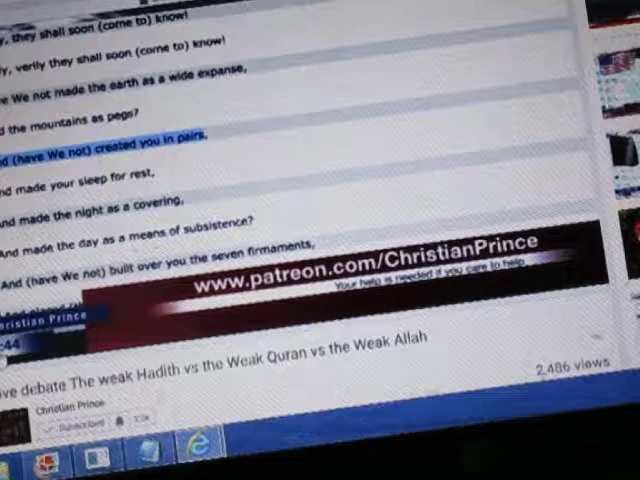 y, they shall soon (come to) know!
y, verily they shall soon (come to) know!
ve We not made the earth as a wide expanse,
d the mountains as pegs?
d (have We not) created you in pairs,
nd made your sleep for rest,
And made the night as a covering,
And made the day as a means of subsistence?
And (have We not) built over you the seven firmaments,
www.patreon.com/ChristianPrince
Your help is needed if you care to help
hristian Prince
:44
ve debate The weak Hadith vs the Weak Quran vs the Weak Allah
2,486 views
Christian Prince
Subscribed